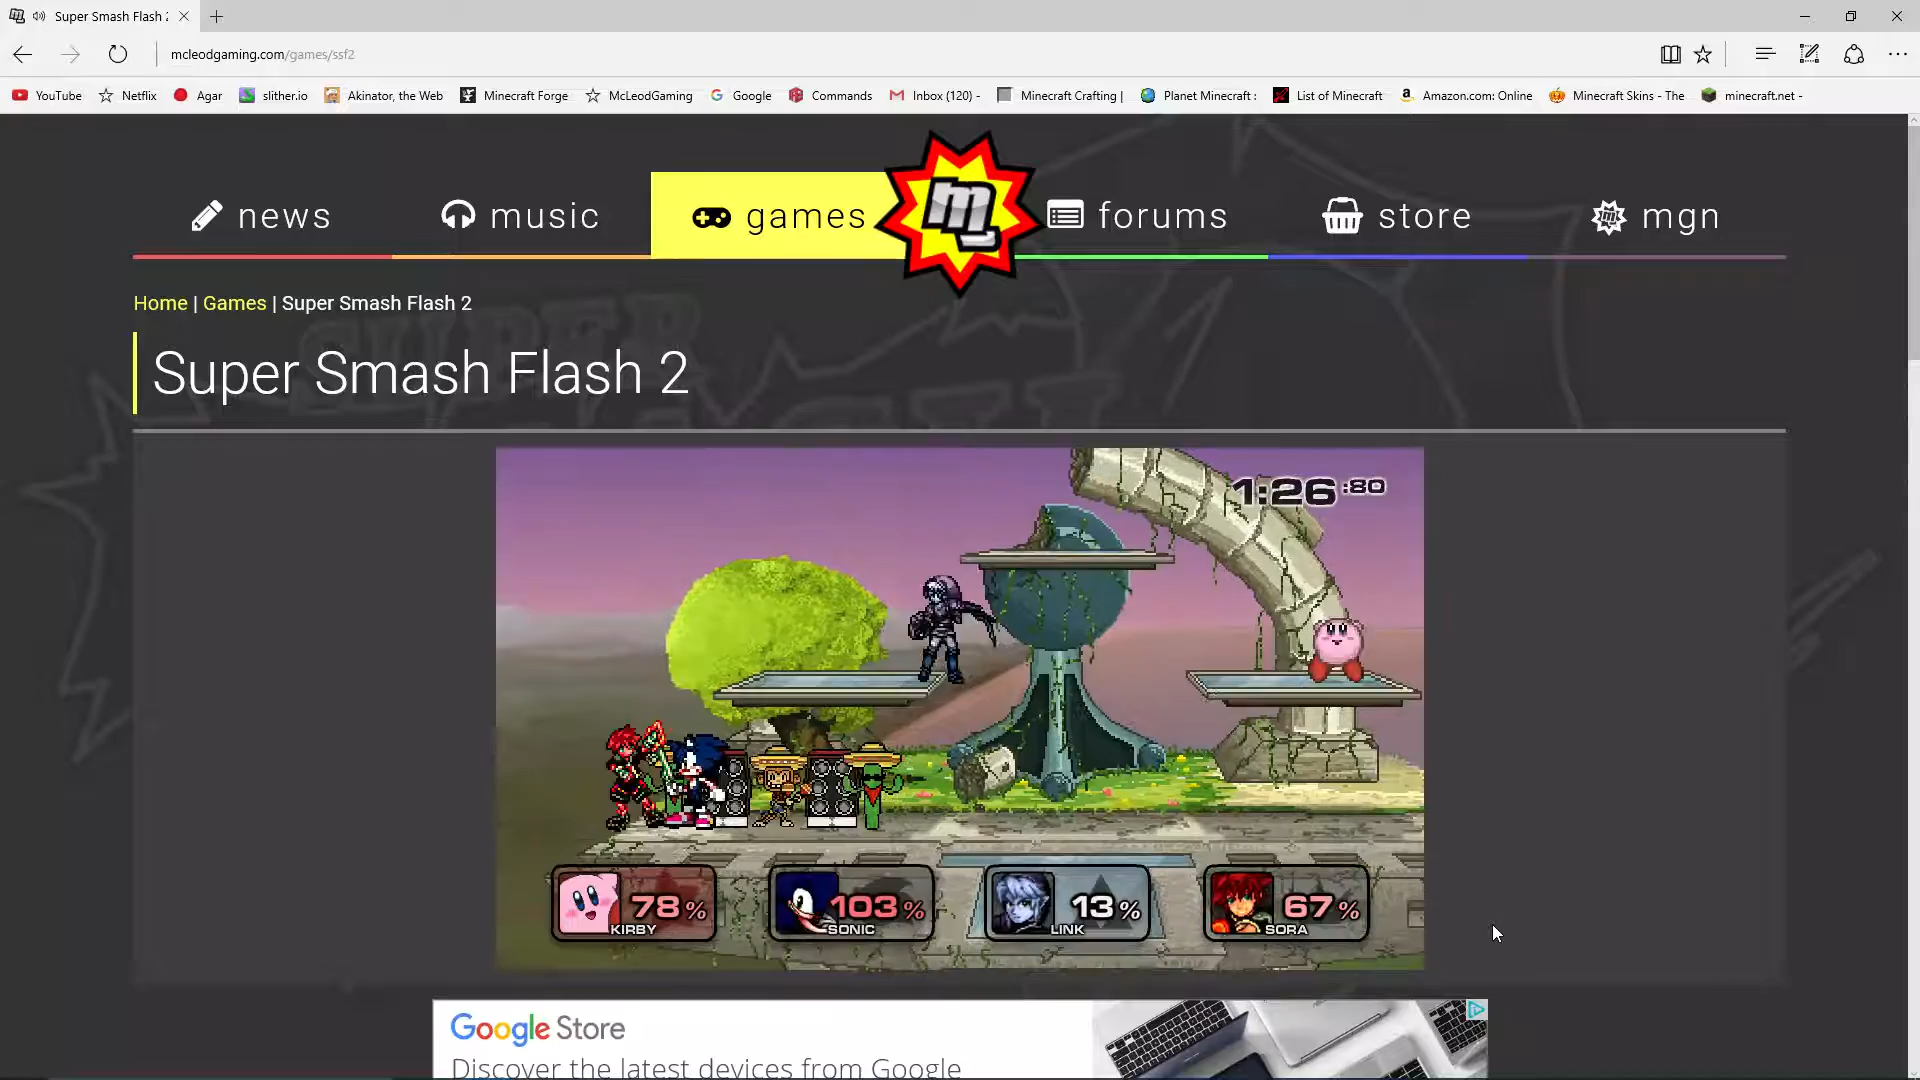 Super Smash Flash 2
mcleodgaming.com/games/ssf2
YouTube Netflix Agar slither.io Akinator, the Web Minecraft Forge McLeodGaming Google Commands Inbox (120) - Minecraft Crafting | Planet Minecraft : List of Minecraft Amazon.com: Online Minecraft Skins - The minecraft.net -
news music games m forums store mgn
Home | Games | Super Smash Flash 2
Super Smash Flash 2
1:26:80
78% 103% 13% 67%
KIRBY SONIC LINK SORA
Google Store
Discover the latest devices from Google